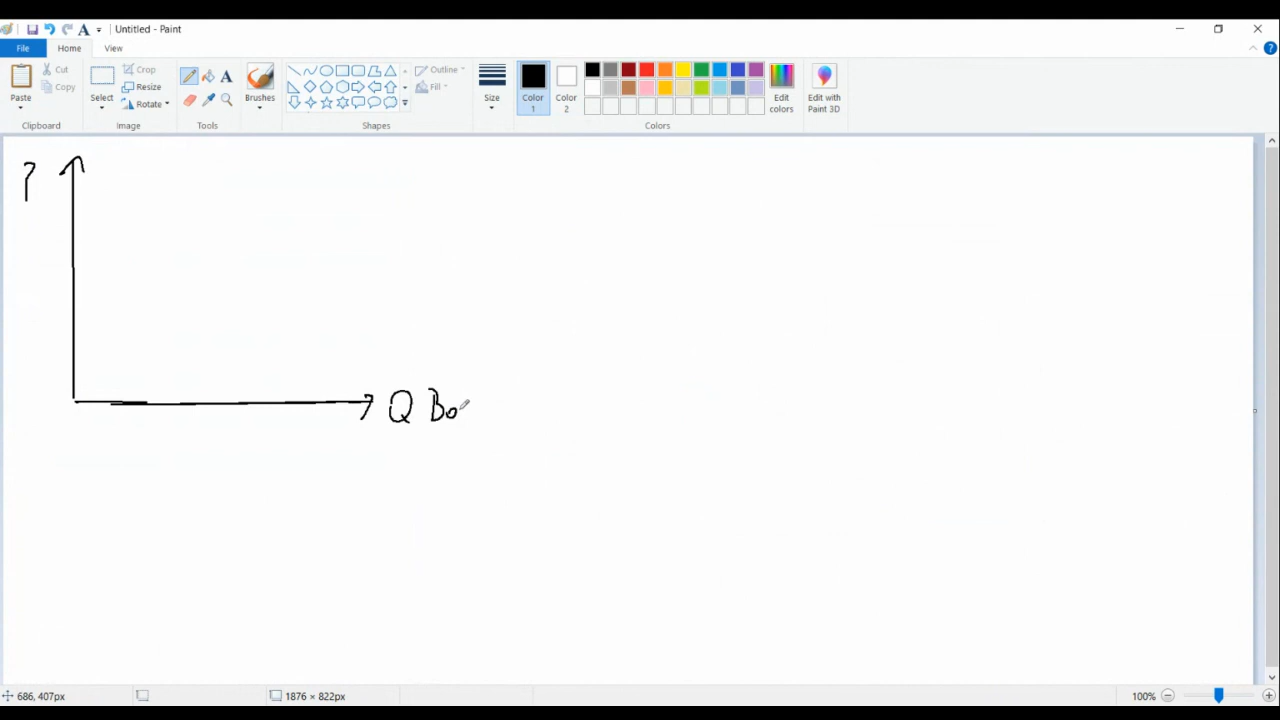 Untitled - Paint
File Home View
Paste
Cut
Copy
Clipboard
Select
Crop
Resize
Rotate
Image
Tools
Brushes
Shapes
Outline
Fill
Size
Color 1
Color 2
Edit colors
Edit with Paint 3D
Colors
P
Q Bo
686, 407px
1876 × 822px
100%